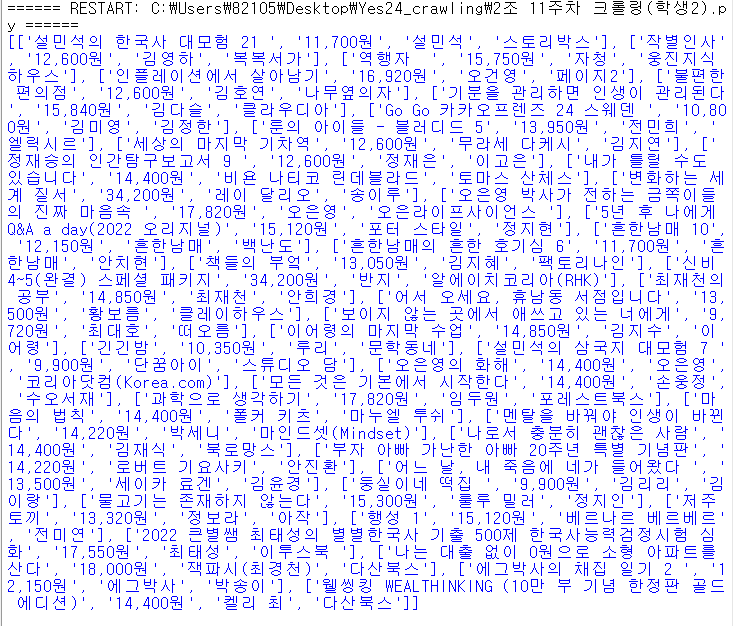 ====== RESTART: C:₩Users₩82105₩Desktop₩Yes24_crawling₩2조 11주차 크롤링(학생2).p
y ======
[['설민석의 한국사 대모험 21 ', '11,700원', '설민석', '스토리박스'], ['작별인사
', '12,600원', '김영하', '복복서가'], ['역행자  ', '15,750원', '자청', '웅진지식
하우스'], ['인플레이션에서 살아남기', '16,920원', '오건영', '페이지2'], ['불편한
 편의점', '12,600원', '김호연', '나무옆의자'], ['기분을 관리하면 인생이 관리된다
', '15,840원', '김다슬', '클라우디아'], ['Go Go 카카오프렌즈 24 스웨덴 ', '10,80
0원', '김미영', '김정한'], ['룬의 아이들 - 블러디드 5', '13,950원', '전민희', '
엘릭시르'], ['세상의 마지막 기차역', '12,600원', '무라세 다케시', '김지연'], ['
정재승의 인간탐구보고서 9 ', '12,600원', '정재은', '이고은'], ['내가 틀릴 수도
있습니다', '14,400원', '비욘 나티코 린데블라드', '토마스 산체스'], ['변화하는 세
계 질서', '34,200원', '레이 달리오', '송이루'], ['오은영 박사가 전하는 금쪽이들
의 진짜 마음속 ', '17,820원', '오은영', '오은라이프사이언스 '], ['5년 후 나에게
Q&A a day(2022 오리지널)', '15,120원', '포터 스타일', '정지현'], ['흔한남매 10',
 '12,150원', '흔한남매', '백난도'], ['흔한남매의 흔한 호기심 6', '11,700원', '흔
한남매', '안치현'], ['책들의 부엌', '13,050원', '김지혜', '팩토리나인'], ['신비
4~5(완결) 스페셜 패키지', '34,200원', '반지', '알에이치코리아(RHK)'], ['최재천의
 공부', '14,850원', '최재천', '안희경'], ['어서 오세요, 휴남동 서점입니다', '13,
500원', '황보름', '클레이하우스'], ['보이지 않는 곳에서 애쓰고 있는 너에게', '9,
720원', '최대호', '떠오름'], ['이어령의 마지막 수업', '14,850원', '김지수', '이
어령'], ['긴긴밤', '10,350원', '루리', '문학동네'], ['설민석의 삼국지 대모험 7 '
, '9,900원', '단꿈아이', '스튜디오 담'], ['오은영의 화해', '14,400원', '오은영',
'코리아닷컴(Korea.com)'], ['모든 것은 기본에서 시작한다', '14,400원', '손웅정',
 '수오서재'], ['과학으로 생각하기', '17,820원', '임두원', '포레스트북스'], ['마
음의 법칙', '14,400원', '폴커 키츠', '마누엘 투쉬'], ['멘탈을 바꿔야 인생이 바뀐
다', '14,220원', '박세니', '마인드셋(Mindset)'], ['나로서 충분히 괜찮은 사람', '
14,400원', '김재식', '북로망스'], ['부자 아빠 가난한 아빠 20주년 특별 기념판', '
14,220원', '로버트 기요사키', '안진환'], ['어느 날, 내 죽음에 네가 들어왔다 ', '
13,500원', '세이카 료겐', '김윤경'], ['둥실이네 떡집 ', '9,900원', '김리리', '김
이랑'], ['물고기는 존재하지 않는다', '15,300원', '룰루 밀러', '정지인'], ['저주
토끼', '13,320원', '정보라', '아작'], ['행성 1', '15,120원', '베르나르 베르베르',
 '전미연'], ['2022 큰별쌤 최태성의 별별한국사 기출 500제 한국사능력검정시험 심
화', '17,550원', '최태성', '이투스북 '], ['나는 대출 없이 0원으로 소형 아파트를
산다', '18,000원', '잭파시(최경천)', '다산북스'], ['에그박사의 채집 일기 2 ', '1
2,150원', '에그박사', '박송이'], ['웰씽킹 WEALTHINKING (10만 부 기념 한정판 골드
 에디션)', '14,400원', '켈리 최', '다산북스']]